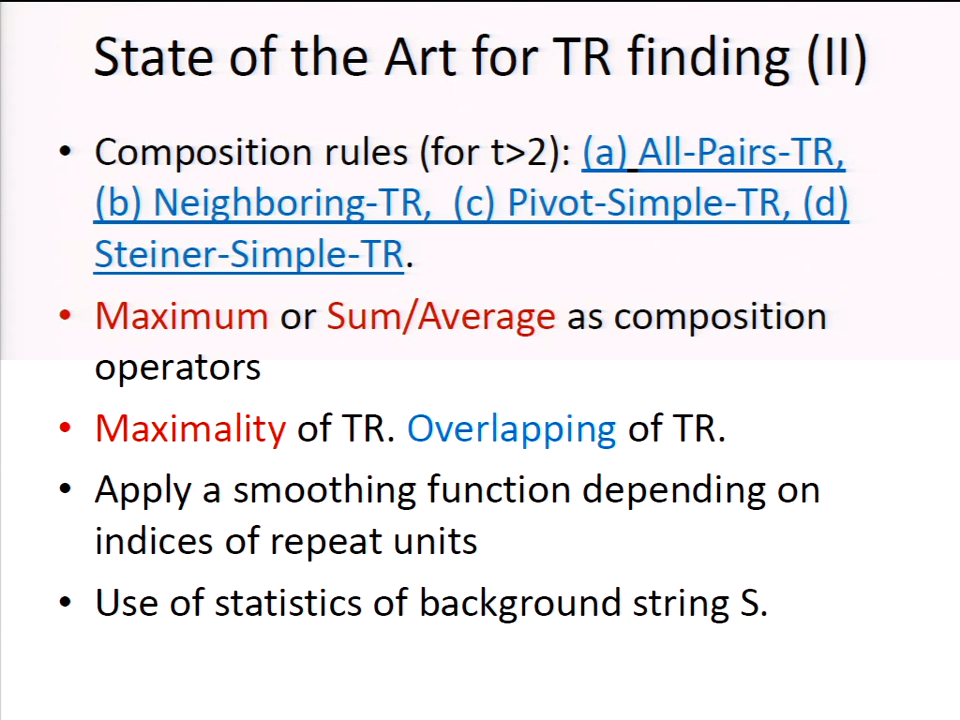 State of the Art for TR finding (II)
• Composition rules (for t>2): (a) All-Pairs-TR,
(b) Neighboring-TR, (c) Pivot-Simple-TR, (d)
Steiner-Simple-TR.
• Maximum or Sum/Average as composition
operators
• Maximality of TR. Overlapping of TR.
• Apply a smoothing function depending on
indices of repeat units
• Use of statistics of background string S.